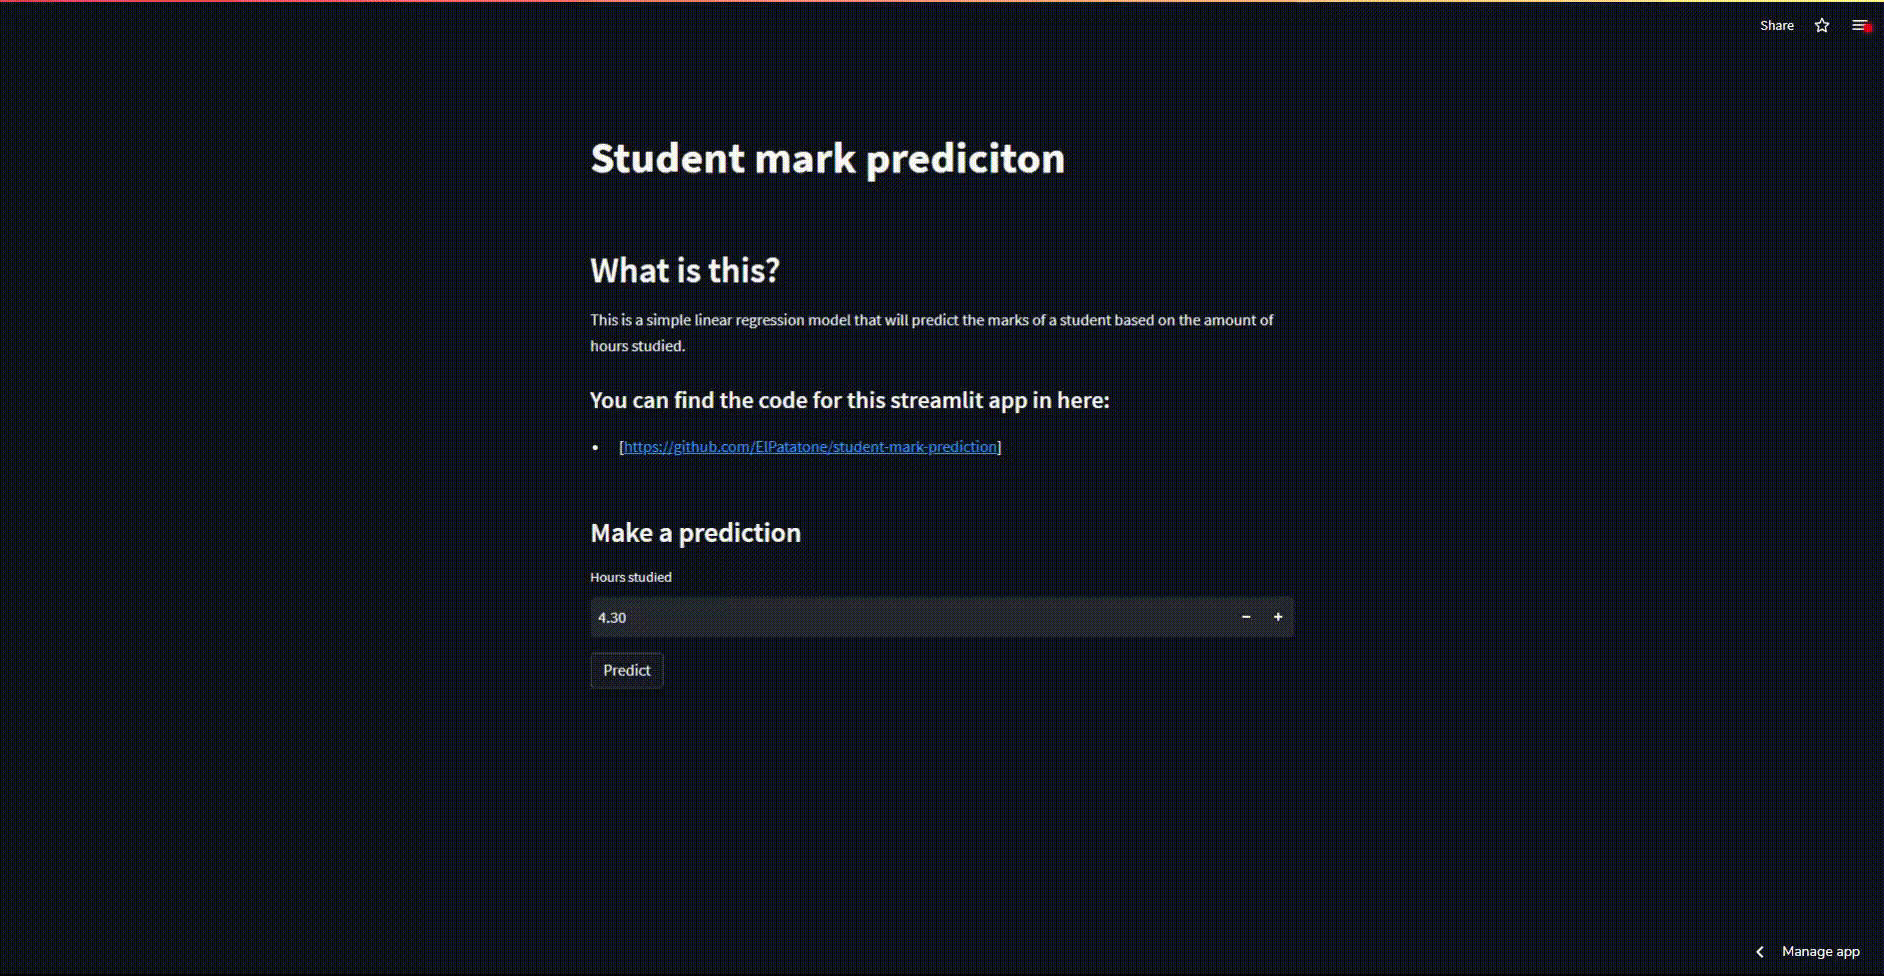 Share
Student mark prediciton
What is this?
This is a simple linear regression model that will predict the marks of a student based on the amount of
hours studied.
You can find the code for this streamlit app in here:
• [https://github.com/ElPatatone/student-mark-prediction]
Make a prediction
Hours studied
4.30 − +
Predict
Manage app